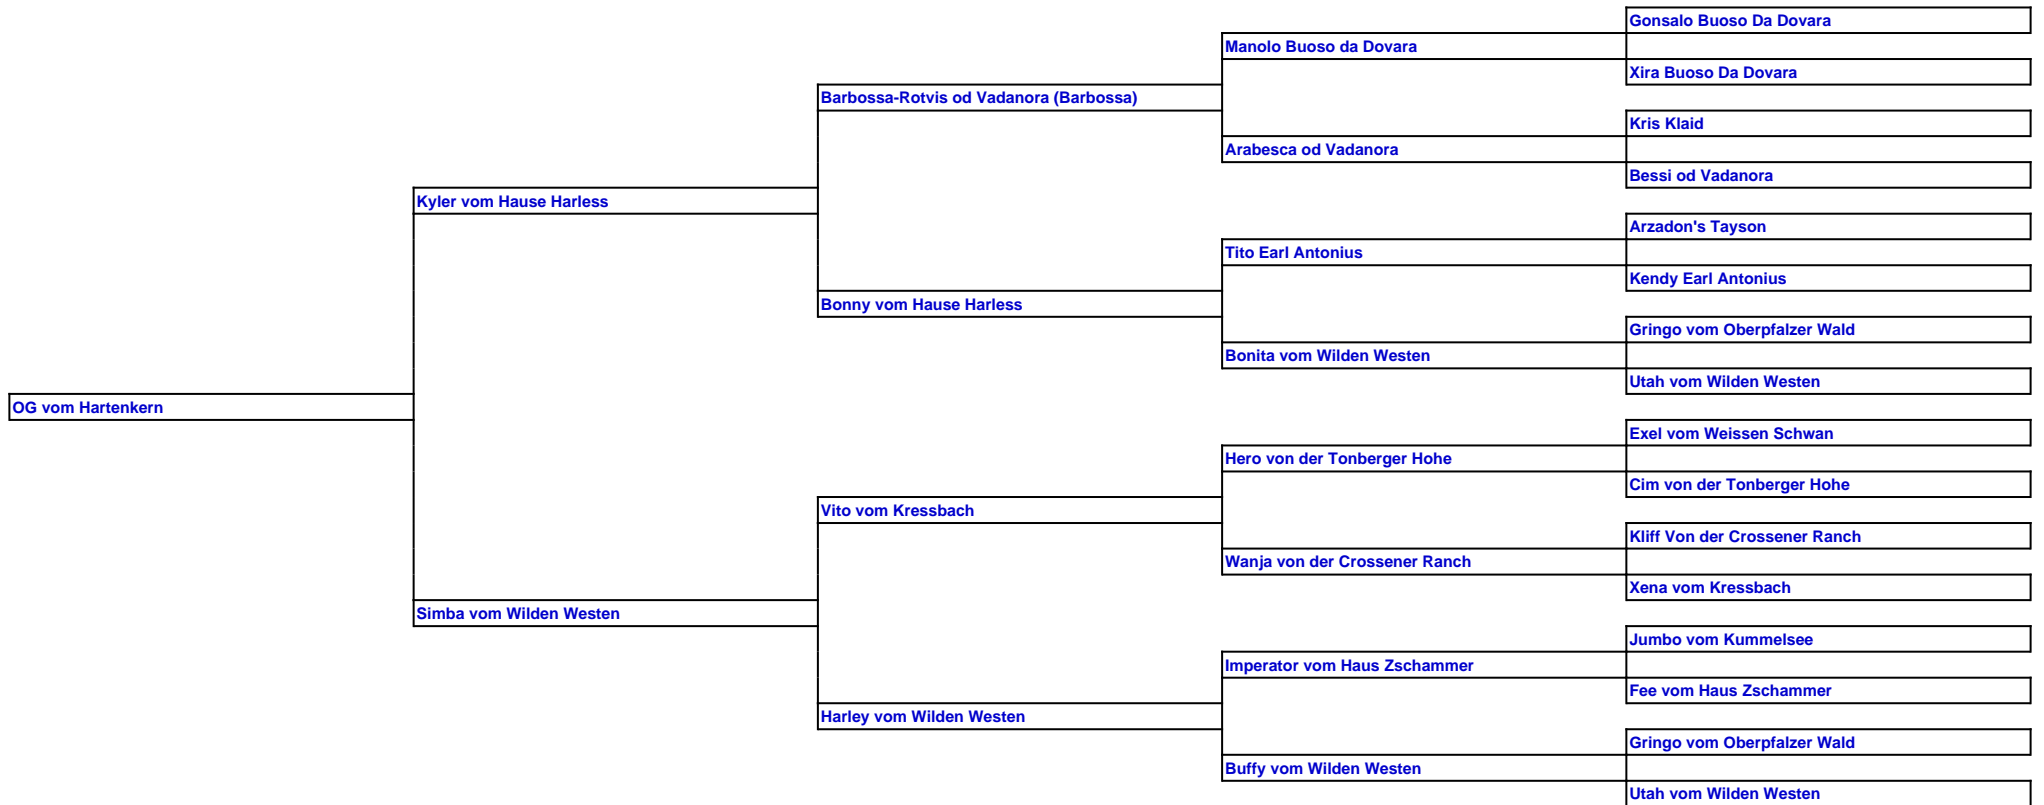 Gonsalo Buoso Da Dovara
Manolo Buoso da Dovara
Xira Buoso Da Dovara
Barbossa-Rotvis od Vadanora (Barbossa)
Kris Klaid
Arabesca od Vadanora
Bessi od Vadanora
Kyler vom Hause Harless
Arzadon's Tayson
Tito Earl Antonius
Kendy Earl Antonius
Bonny vom Hause Harless
Gringo vom Oberpfalzer Wald
Bonita vom Wilden Westen
Utah vom Wilden Westen
OG vom Hartenkern
Exel vom Weissen Schwan
Hero von der Tonberger Hohe
Cim von der Tonberger Hohe
Vito vom Kressbach
Kliff Von der Crossener Ranch
Wanja von der Crossener Ranch
Xena vom Kressbach
Simba vom Wilden Westen
Jumbo vom Kummelsee
Imperator vom Haus Zschammer
Fee vom Haus Zschammer
Harley vom Wilden Westen
Gringo vom Oberpfalzer Wald
Buffy vom Wilden Westen
Utah vom Wilden Westen